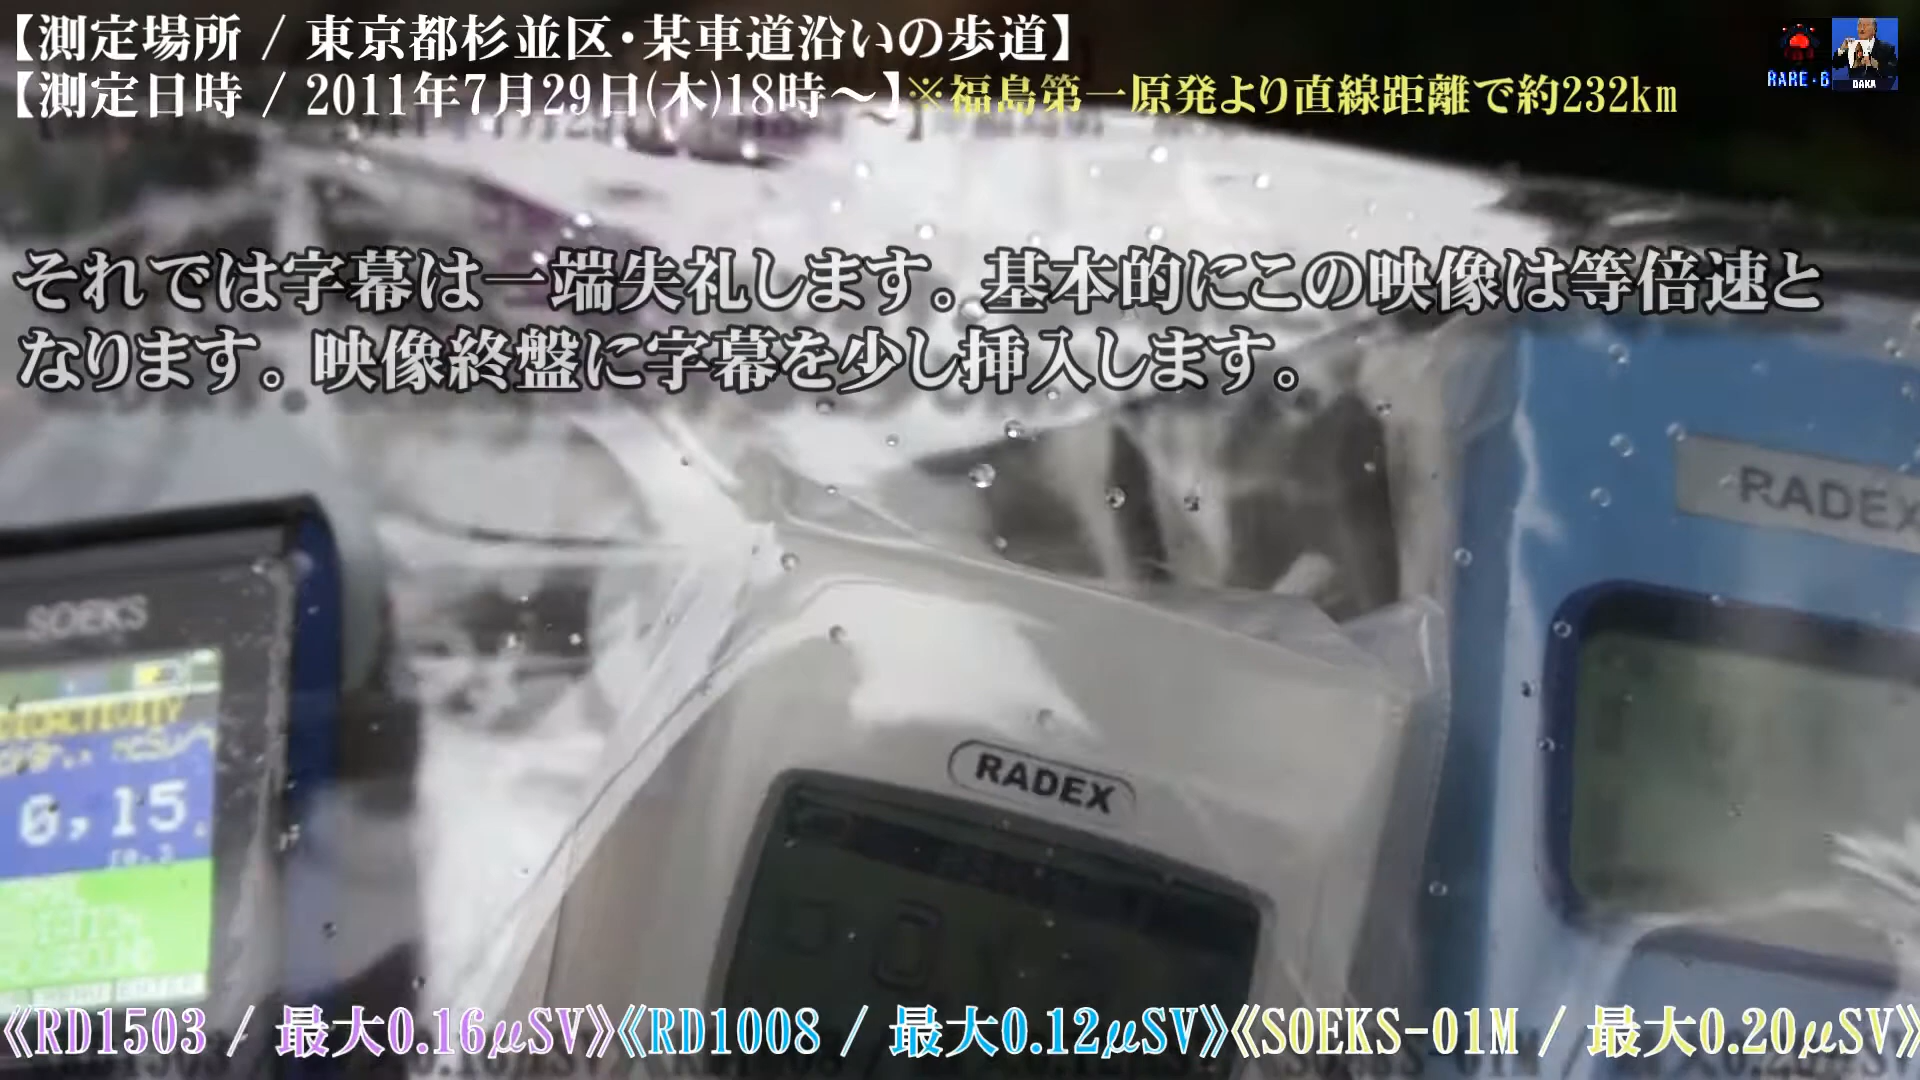 【測定場所 / 東京都杉並区・某車道沿いの歩道】
【測定日時 / 2011年7月29日(木)18時～】※福島第一原発より直線距離で約232km
RARE・6
DAKA
それでは字幕は一端失礼します。基本的にこの映像は等倍速と
なります。映像終盤に字幕を少し挿入します。
RADEX
SOEKS
RADEX
0,15
《RD1503 / 最大0.16μSV》《RD1008 / 最大0.12μSV》《SOEKS-01M / 最大0.20μSV》